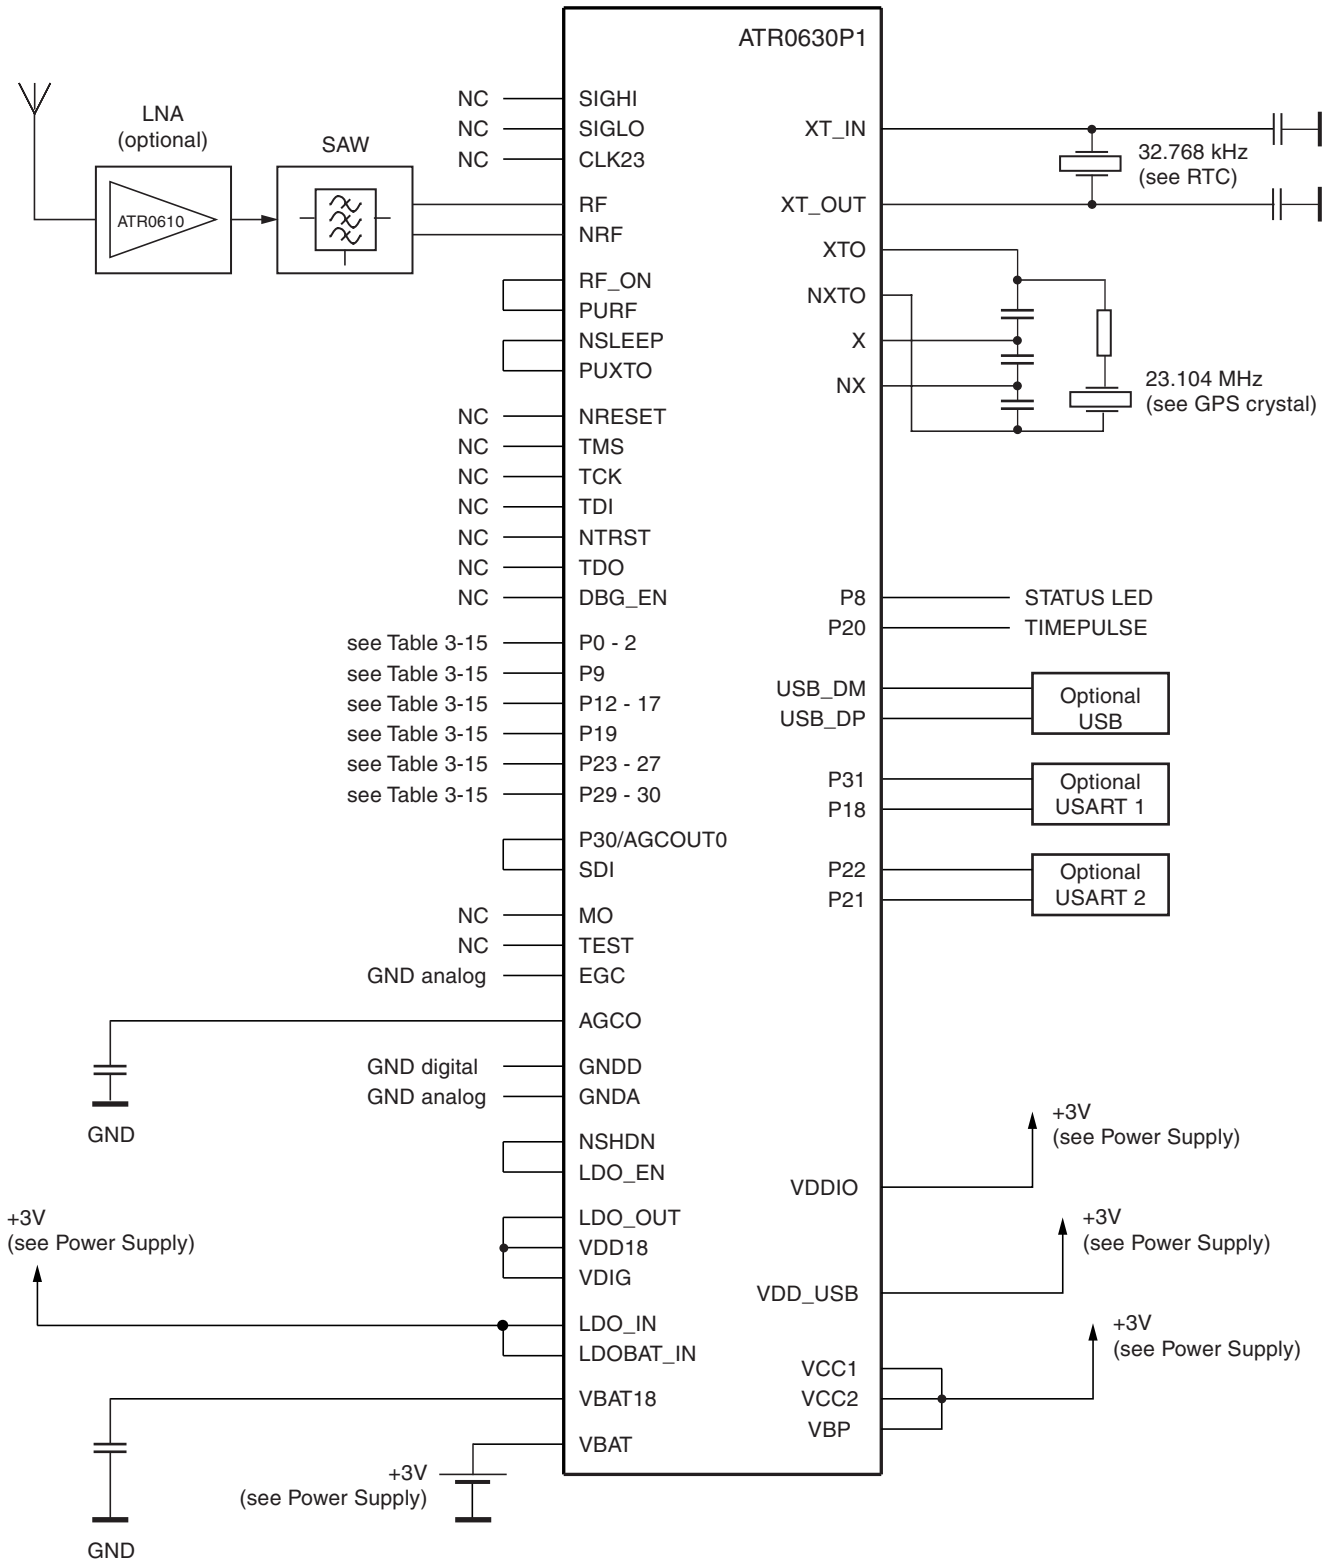 ATR0630P1
LNA
(optional)
ATR0610
SAW
NC SIGHI
NC SIGLO
NC CLK23
RF
NRF
RF_ON
PURF
NSLEEP
PUXTO
NC NRESET
NC TMS
NC TCK
NC TDI
NC NTRST
NC TDO
NC DBG_EN
see Table 3-15 P0 - 2
see Table 3-15 P9
see Table 3-15 P12 - 17
see Table 3-15 P19
see Table 3-15 P23 - 27
see Table 3-15 P29 - 30
P30/AGCOUT0
SDI
NC MO
NC TEST
GND analog EGC
AGCO
GND digital GNDD
GND analog GNDA
GND
NSHDN
LDO_EN
LDO_OUT
VDD18
VDIG
+3V
(see Power Supply)
LDO_IN
LDOBAT_IN
VBAT18
VBAT
+3V
(see Power Supply)
GND
XT_IN
32.768 kHz
(see RTC)
XT_OUT
XTO
NXTO
X
NX
23.104 MHz
(see GPS crystal)
P8 STATUS LED
P20 TIMEPULSE
USB_DM
USB_DP
Optional
USB
P31
P18
Optional
USART 1
P22
P21
Optional
USART 2
+3V
(see Power Supply)
VDDIO
+3V
(see Power Supply)
VDD_USB
+3V
(see Power Supply)
VCC1
VCC2
VBP